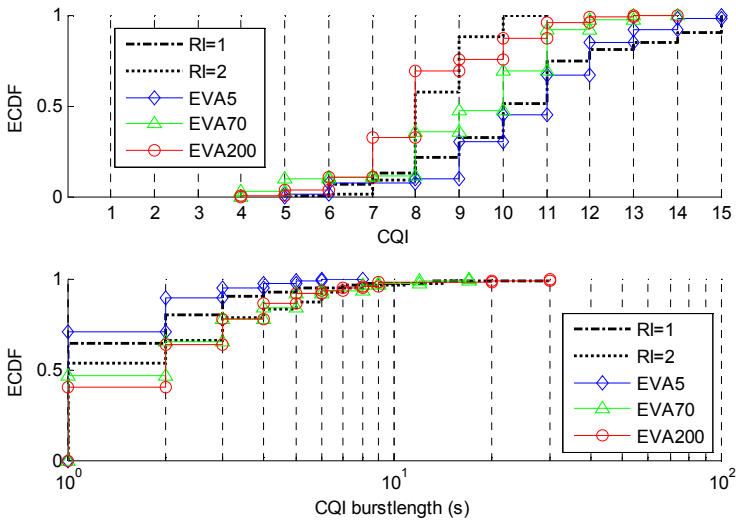 1
0.5
0
ECDF
RI=1
RI=2
EVA5
EVA70
EVA200
1 2 3 4 5 6 7 8 9 10 11 12 13 14 15
CQI
1
0.5
0
ECDF
RI=1
RI=2
EVA5
EVA70
EVA200
10^0 10^1 10^2
CQI burstlength (s)